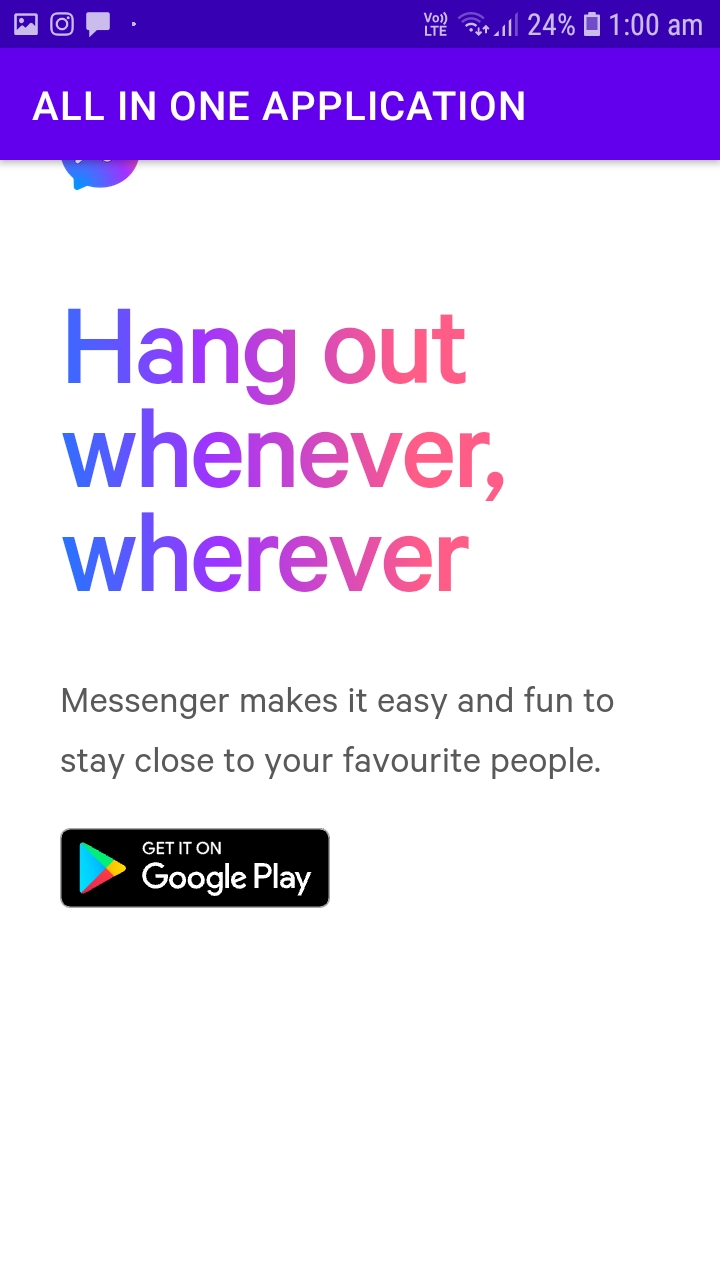 Vo)) LTE 24% 1:00 am
ALL IN ONE APPLICATION
Hang out
whenever,
wherever
Messenger makes it easy and fun to
stay close to your favourite people.
GET IT ON
Google Play